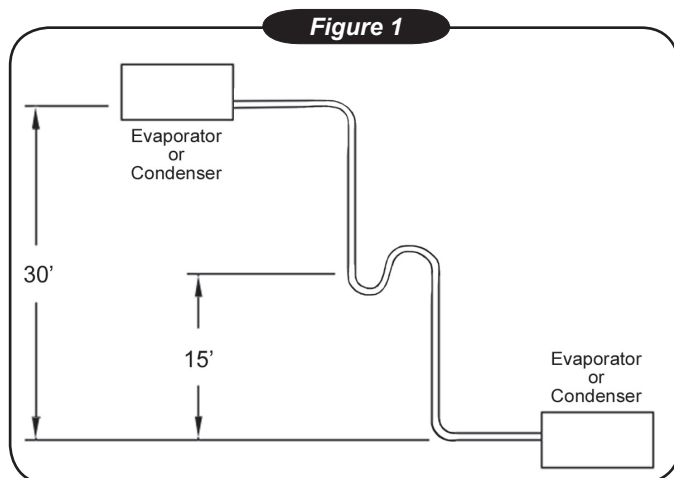 Figure 1
Evaporator
or
Condenser
30’
15’
Evaporator
or
Condenser